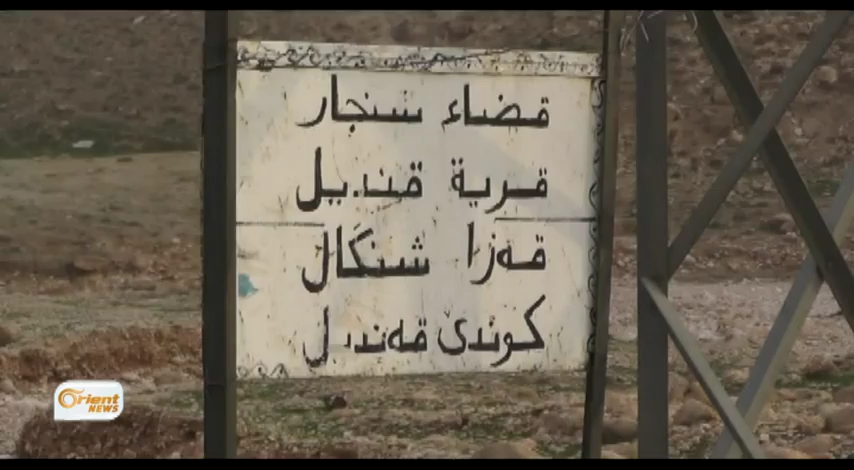 قضاء سنجار
قرية قنديل
قەزا شنگال
گوندی قەندیل
Orient
NEWS